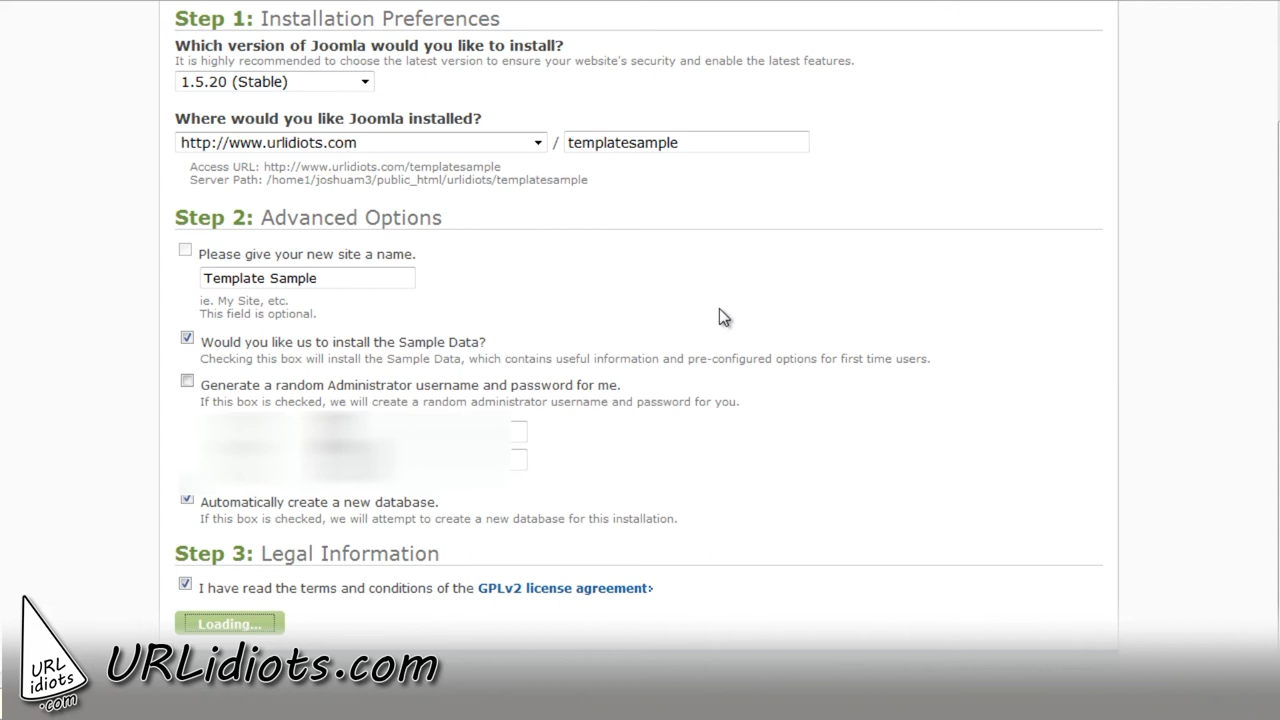 Step 1: Installation Preferences
Which version of Joomla would you like to install?
It is highly recommended to choose the latest version to ensure your website's security and enable the latest features.
1.5.20 (Stable)
Where would you like Joomla installed?
http://www.urlidiots.com / templatesample
Access URL: http://www.urlidiots.com/templatesample
Server Path: /home1/joshuam3/public_html/urlidiots/templatesample
Step 2: Advanced Options
Please give your new site a name.
Template Sample
ie. My Site, etc.
This field is optional.
Would you like us to install the Sample Data?
Checking this box will install the Sample Data, which contains useful information and pre-configured options for first time users.
Generate a random Administrator username and password for me.
If this box is checked, we will create a random administrator username and password for you.
Automatically create a new database.
If this box is checked, we will attempt to create a new database for this installation.
Step 3: Legal Information
I have read the terms and conditions of the GPLv2 license agreement
Loading...
URL
idiots
.com
URLidiots.com